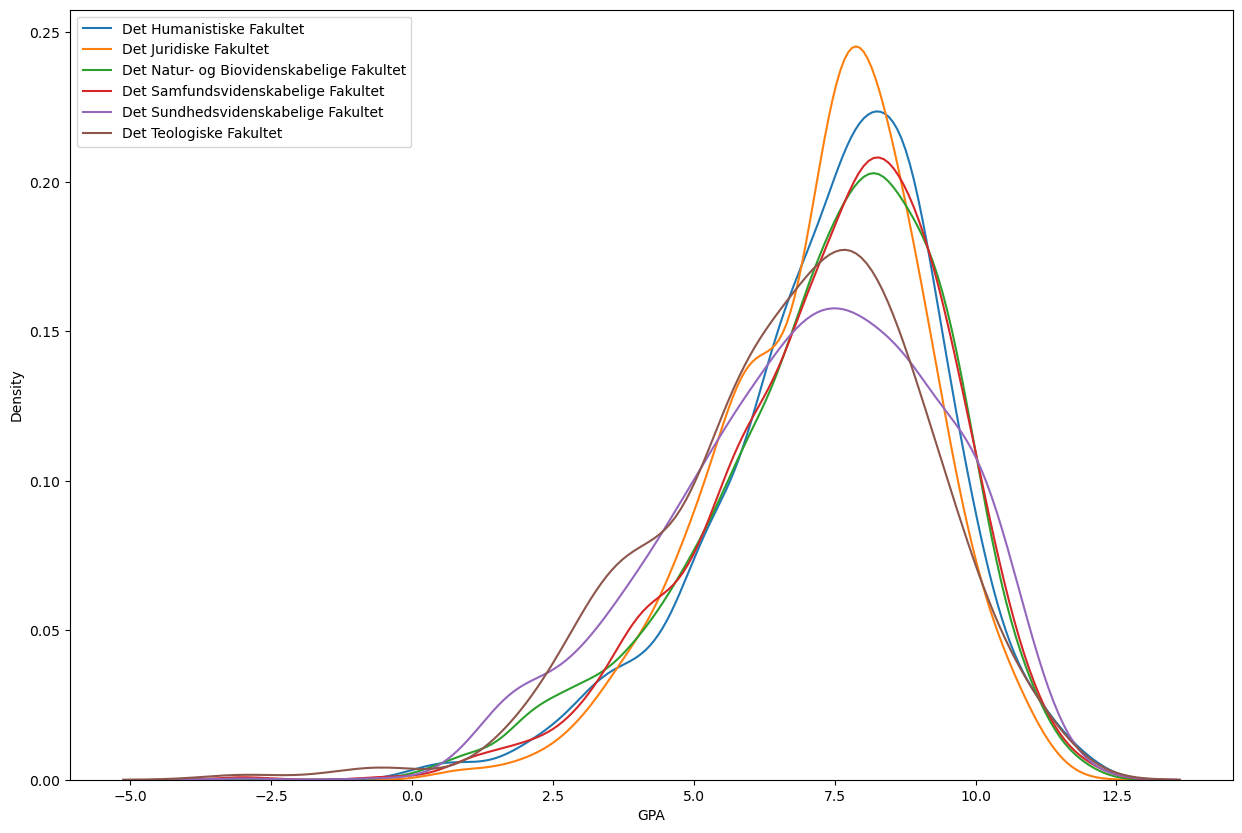 Det Humanistiske Fakultet
Det Juridiske Fakultet
Det Natur- og Biovidenskabelige Fakultet
Det Samfundsvidenskabelige Fakultet
Det Sundhedsvidenskabelige Fakultet
Det Teologiske Fakultet
0.25
0.20
0.15
0.10
0.05
0.00
Density
−5.0 −2.5 0.0 2.5 5.0 7.5 10.0 12.5
GPA